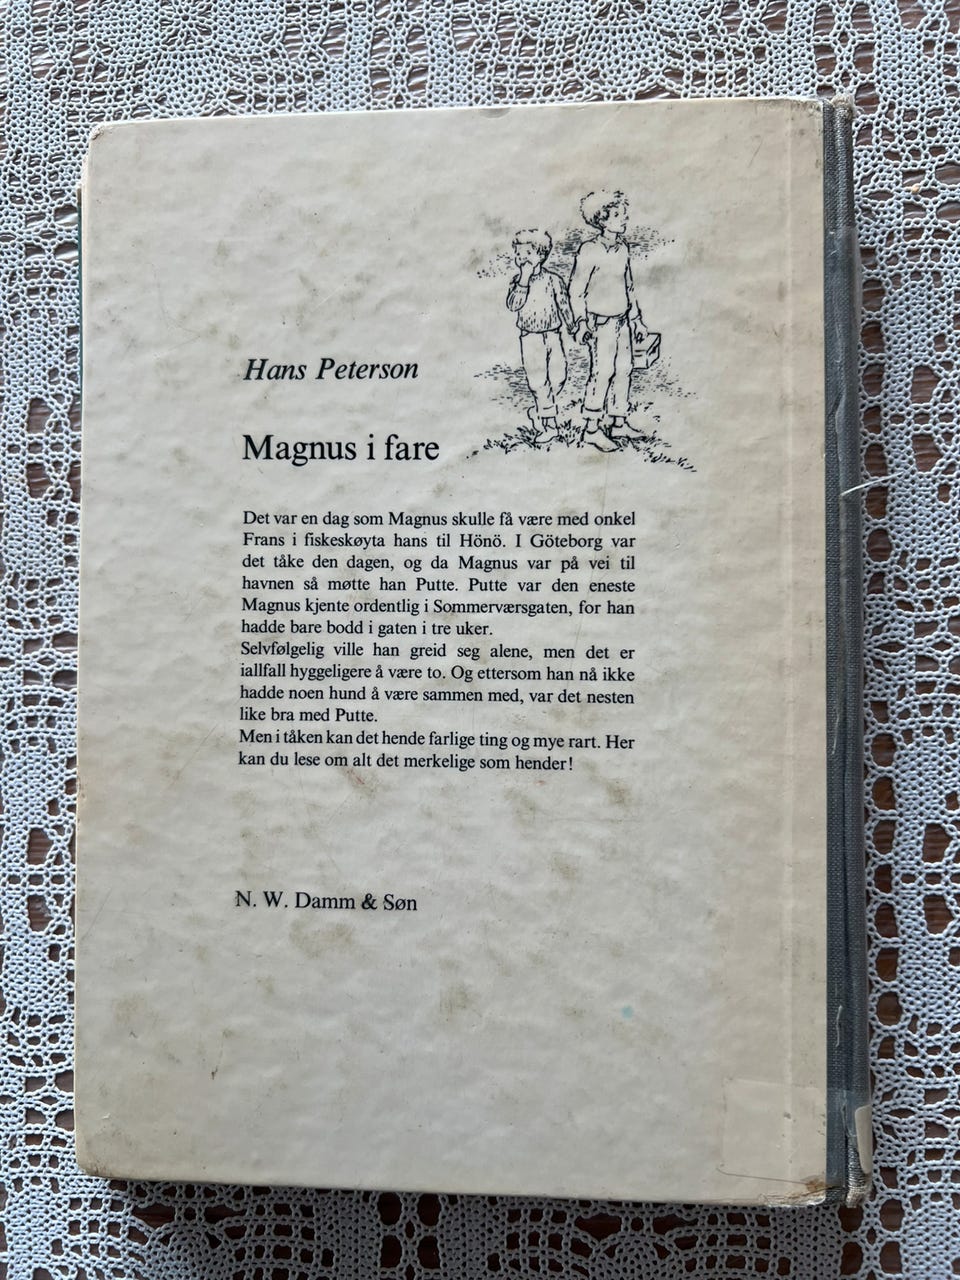 Hans Peterson
Magnus i fare
Det var en dag som Magnus skulle få være med onkel
Frans i fiskeskøyta hans til Hönö. I Göteborg var
det tåke den dagen, og da Magnus var på vei til
havnen så møtte han Putte. Putte var den eneste
Magnus kjente ordentlig i Sommerværsgaten, for han
hadde bare bodd i gaten i tre uker.
Selvfølgelig ville han greid seg alene, men det er
iallfall hyggeligere å være to. Og ettersom han nå ikke
hadde noen hund å være sammen med, var det nesten
like bra med Putte.
Men i tåken kan det hende farlige ting og mye rart. Her
kan du lese om alt det merkelige som hender!
N. W. Damm & Søn